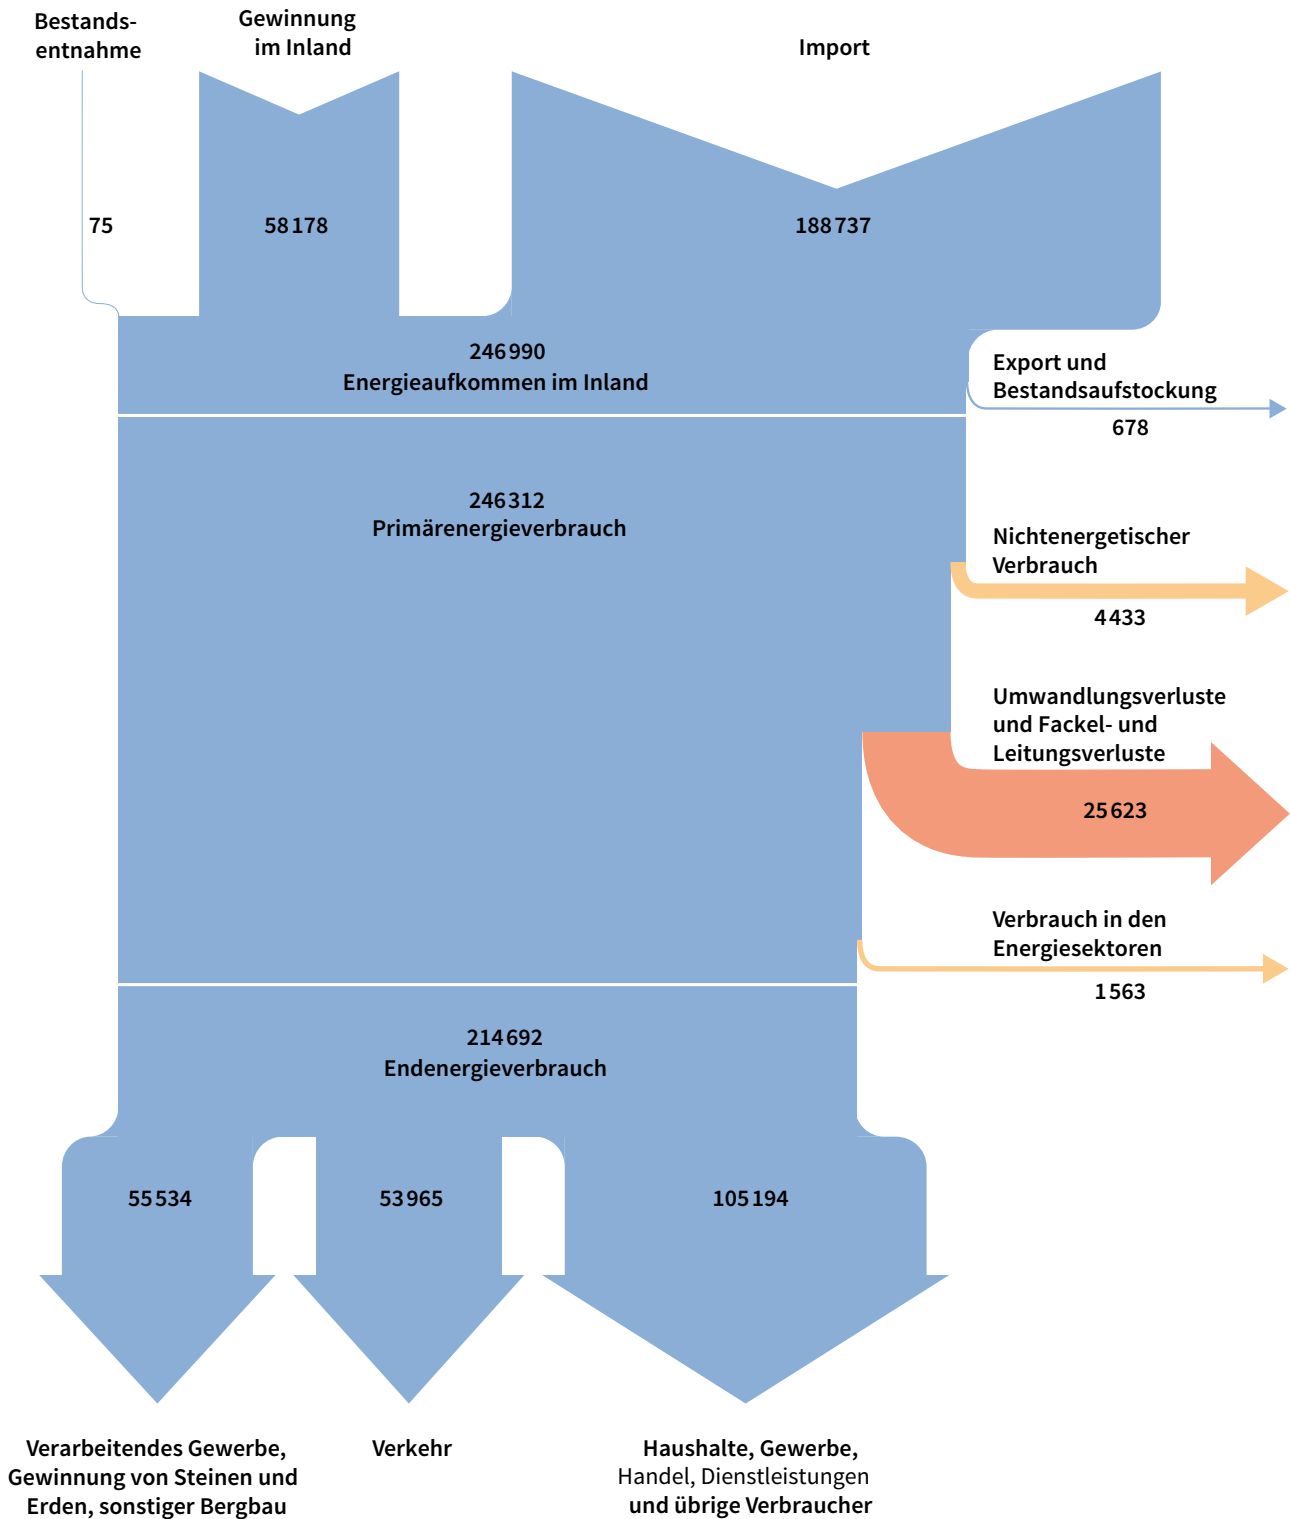 Bestands-
entnahme
Gewinnung
im Inland
Import
75
58 178
188 737
246 990
Energieaufkommen im Inland
Export und
Bestandsaufstockung
678
246 312
Primärenergieverbrauch
Nichtenergetischer
Verbrauch
4 433
Umwandlungsverluste
und Fackel- und
Leitungsverluste
25 623
Verbrauch in den
Energiesektoren
1 563
214 692
Endenergieverbrauch
55 534
53 965
105 194
Verarbeitendes Gewerbe,
Gewinnung von Steinen und
Erden, sonstiger Bergbau
Verkehr
Haushalte, Gewerbe,
Handel, Dienstleistungen
und übrige Verbraucher